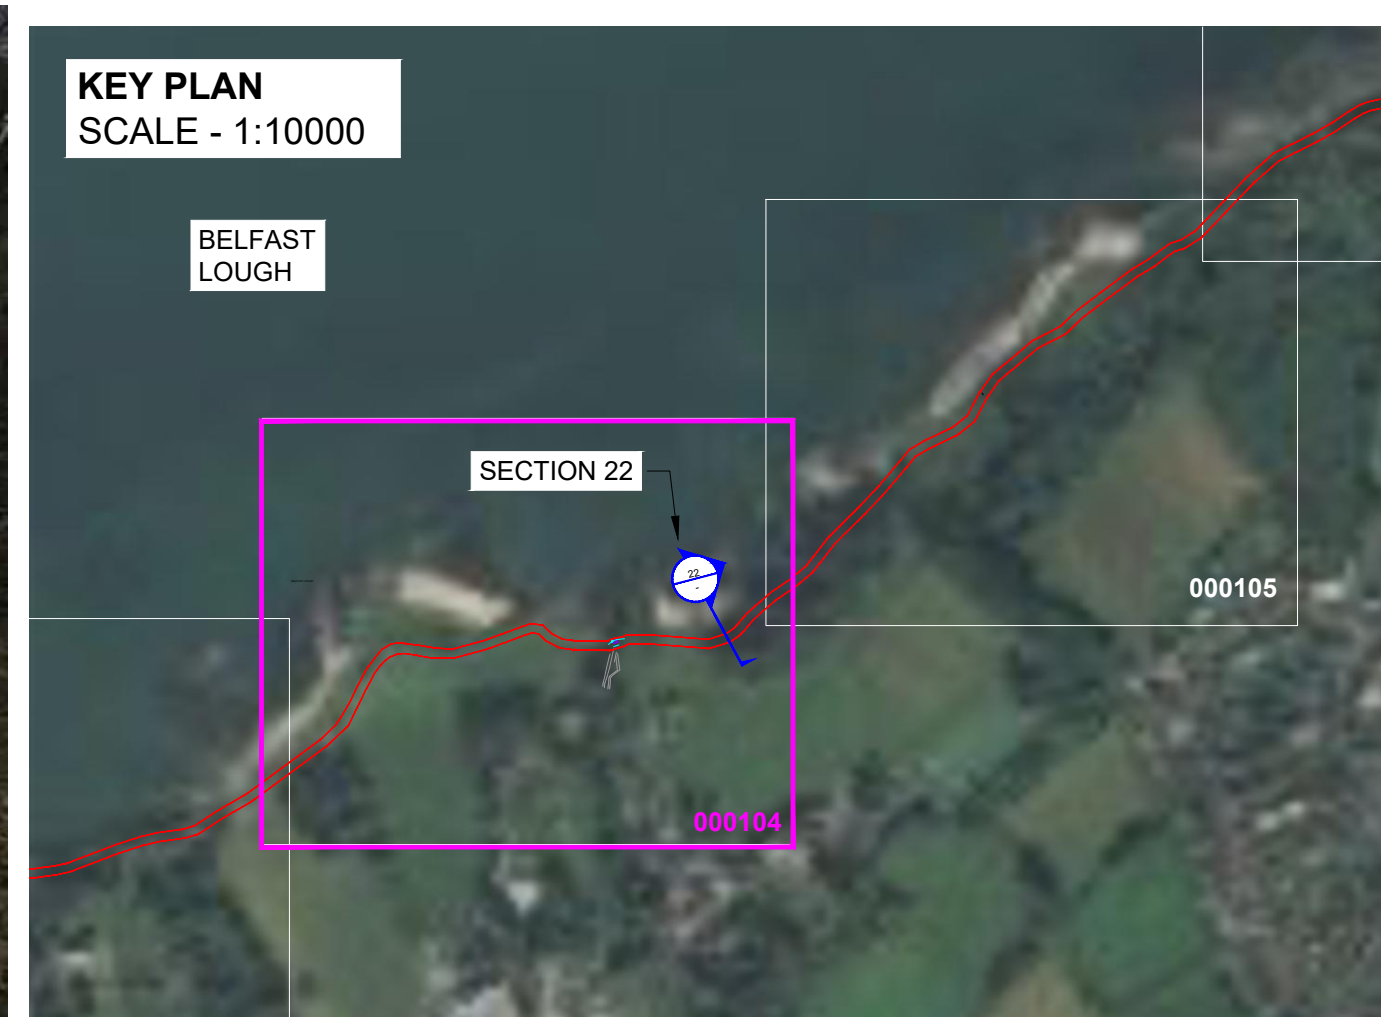 KEY PLAN
SCALE - 1:10000
BELFAST
LOUGH
SECTION 22
22
-
000105
000104